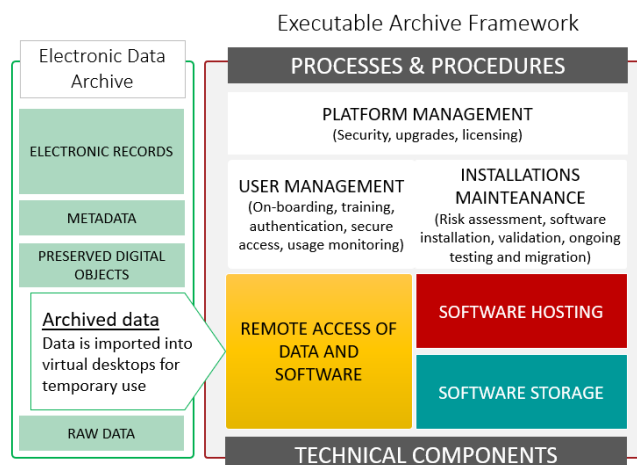 Executable Archive Framework
Electronic Data
Archive
ELECTRONIC RECORDS
METADATA
PRESERVED DIGITAL
OBJECTS
Archived data
Data is imported into
virtual desktops for
temporary use
RAW DATA
PROCESSES & PROCEDURES
PLATFORM MANAGEMENT
(Security, upgrades, licensing)
USER MANAGEMENT
(On-boarding, training,
authentication, secure
access, usage monitoring)
INSTALLATIONS
MAINTEANANCE
(Risk assessment, software
installation, validation, ongoing
testing and migration)
REMOTE ACCESS OF
DATA AND
SOFTWARE
SOFTWARE HOSTING
SOFTWARE STORAGE
TECHNICAL COMPONENTS